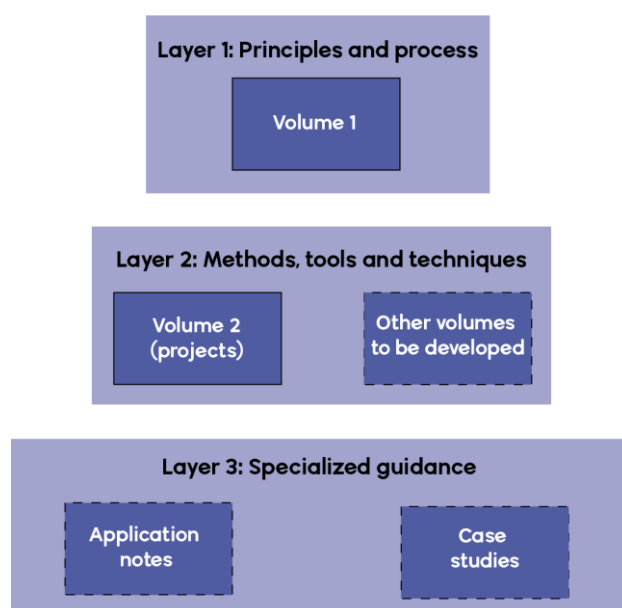 Layer 1: Principles and process
Volume 1
Layer 2: Methods, tools and techniques
Volume 2
(projects)
Other volumes
to be developed
Layer 3: Specialized guidance
Application
notes
Case
studies